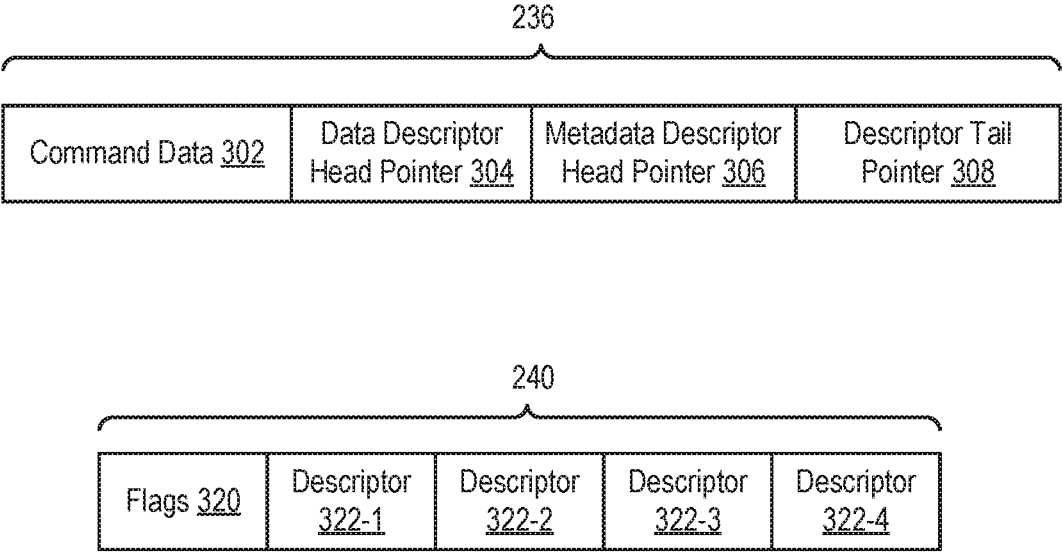 236
Command Data 302
Data Descriptor
Head Pointer 304
Metadata Descriptor
Head Pointer 306
Descriptor Tail
Pointer 308
240
Flags 320
Descriptor
322-1
Descriptor
322-2
Descriptor
322-3
Descriptor
322-4